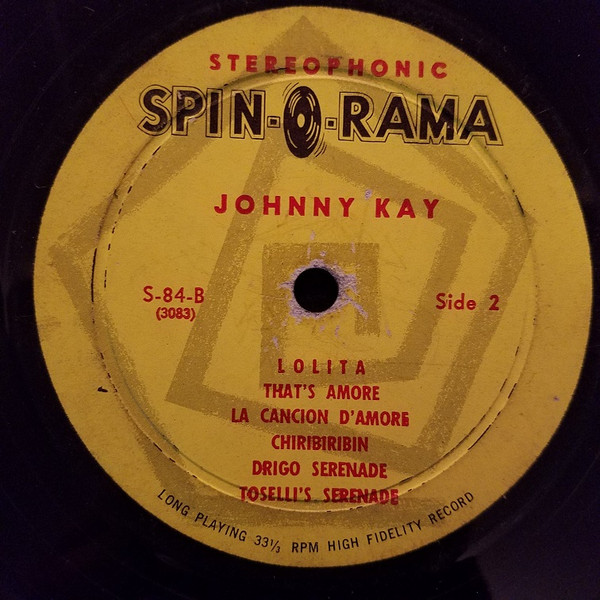 STEREOPHONIC
SPIN-O-RAMA
JOHNNY KAY
S-84-B
(3083)
Side 2
LOLITA
THAT'S AMORE
LA CANCION D'AMORE
CHIRIBIRIBIN
DRIGO SERENADE
TOSELLI'S SERENADE
LONG PLAYING 33⅓ RPM HIGH FIDELITY RECORD